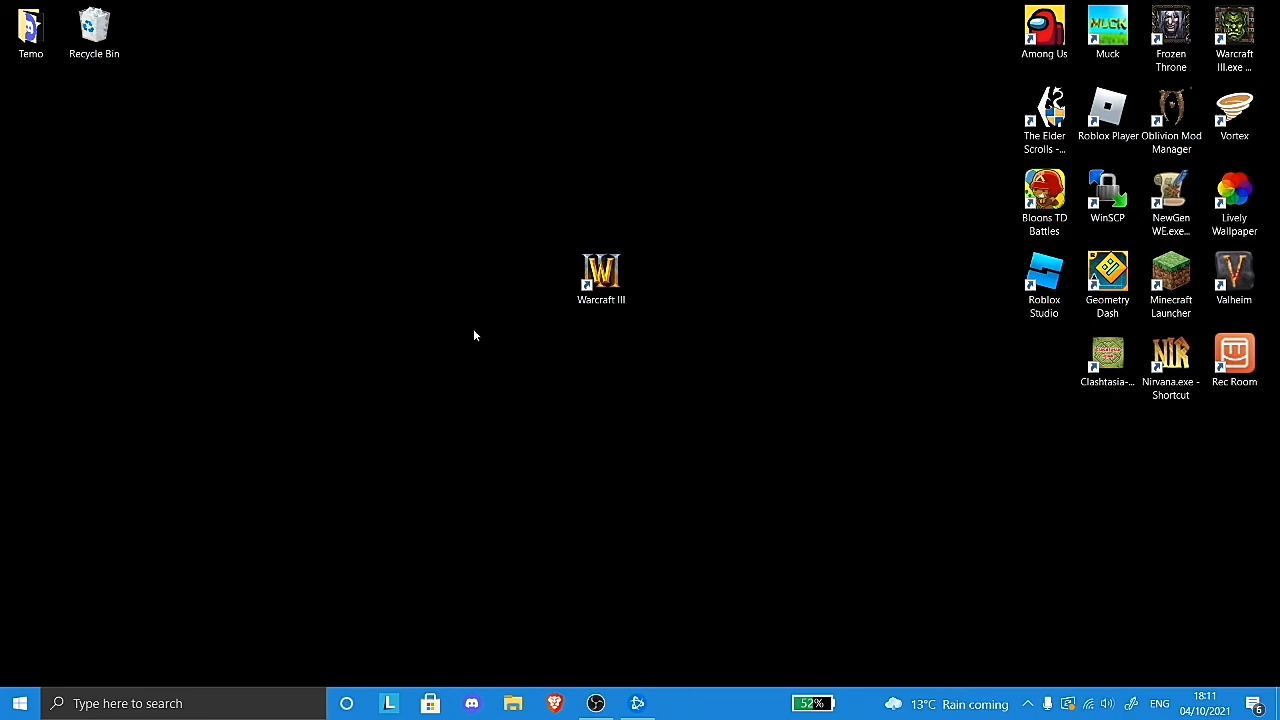 Temo
Recycle Bin
Among Us
Muck
Frozen
Throne
Warcraft
III.exe ...
The Elder
Scrolls -...
Roblox Player
Oblivion Mod
Manager
Vortex
Bloons TD
Battles
WinSCP
NewGen
WE.exe...
Lively
Wallpaper
Warcraft III
Roblox
Studio
Geometry
Dash
Minecraft
Launcher
Valheim
Clashtasia-...
Nirvana.exe -
Shortcut
Rec Room
Type here to search
52%
13°C Rain coming
ENG
18:11
04/10/2021
6